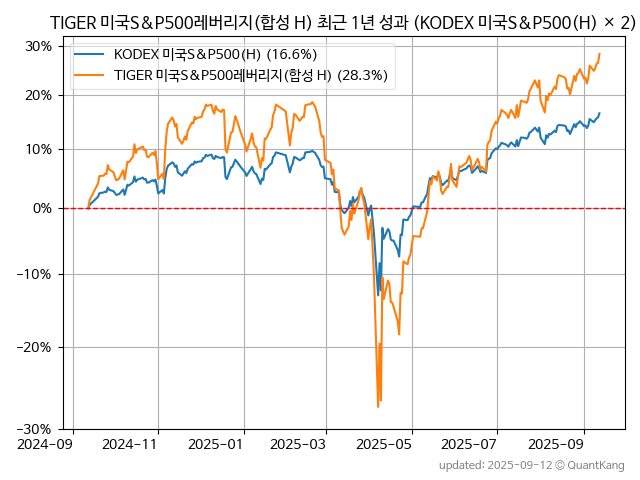 TIGER 미국S&P500레버리지(합성 H) 최근 1년 성과 (KODEX 미국S&P500(H) × 2)
KODEX 미국S&P500(H) (16.6%)
TIGER 미국S&P500레버리지(합성 H) (28.3%)
30%
20%
10%
0%
−10%
−20%
−30%
2024-09 2024-11 2025-01 2025-03 2025-05 2025-07 2025-09
updated: 2025-09-12 © QuantKang